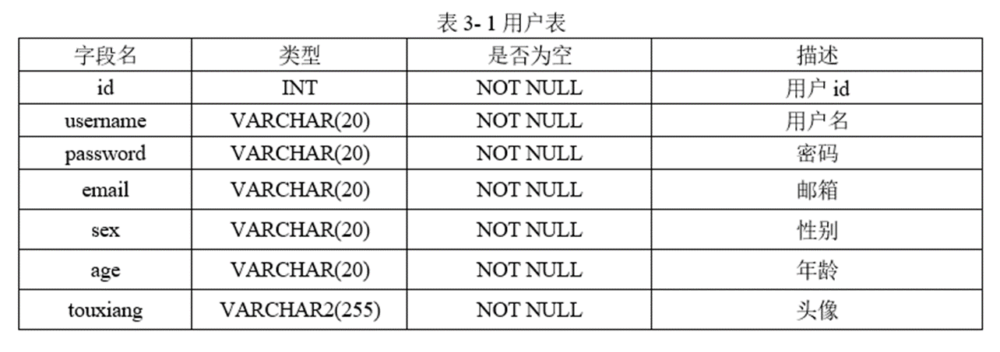 表 3- 1 用户表
字段名 类型 是否为空 描述
id INT NOT NULL 用户 id
username VARCHAR(20) NOT NULL 用户名
password VARCHAR(20) NOT NULL 密码
email VARCHAR(20) NOT NULL 邮箱
sex VARCHAR(20) NOT NULL 性别
age VARCHAR(20) NOT NULL 年龄
touxiang VARCHAR2(255) NOT NULL 头像